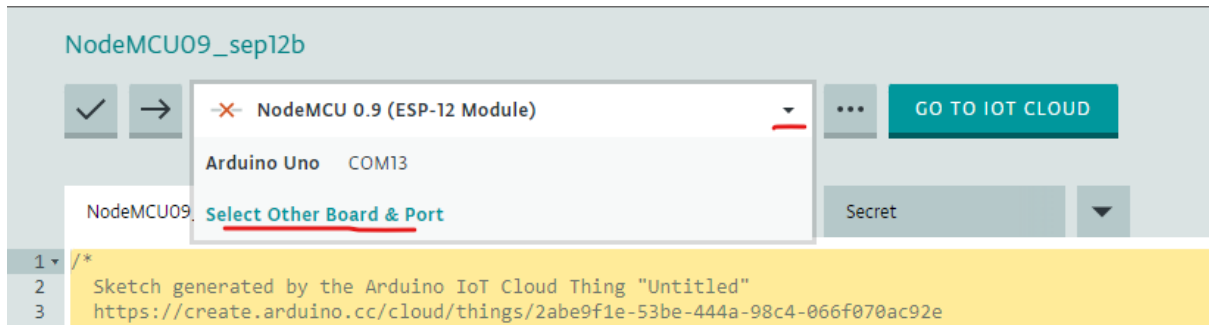 NodeMCU09_sep12b
NodeMCU 0.9 (ESP-12 Module) ••• GO TO IOT CLOUD
Arduino Uno COM13
NodeMCU09_ Select Other Board & Port Secret
1 /*
2 Sketch generated by the Arduino IoT Cloud Thing "Untitled"
3 https://create.arduino.cc/cloud/things/2abe9f1e-53be-444a-98c4-066f070ac92e